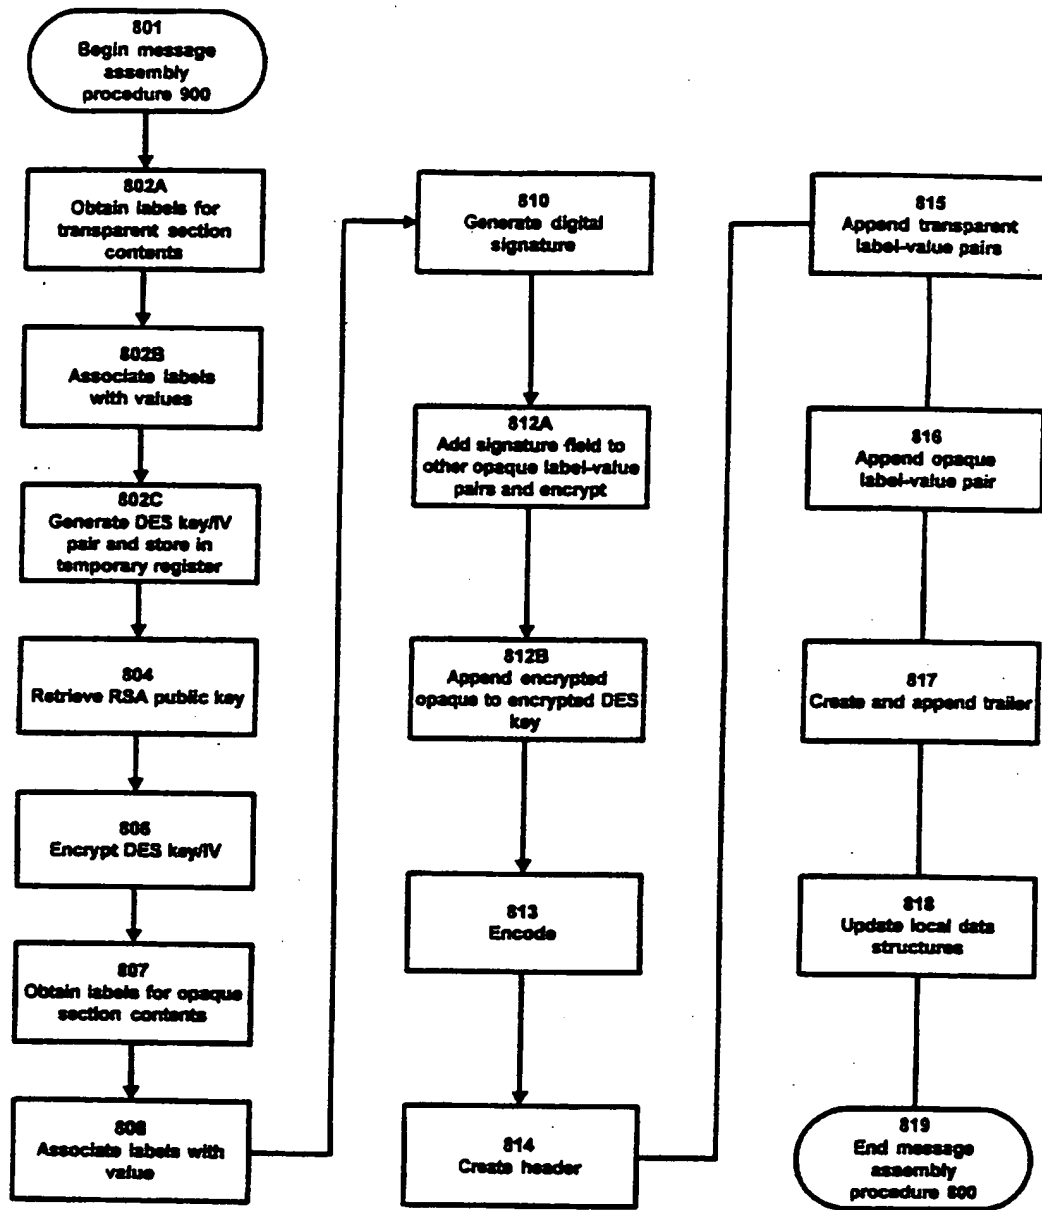 801
Begin message
assembly
procedure 900
802A
Obtain labels for
transparent section
contents
802B
Associate labels
with values
802C
Generate DES key/IV
pair and store in
temporary register
804
Retrieve RSA public key
806
Encrypt DES key/IV
807
Obtain labels for opaque
section contents
808
Associate labels with
value
810
Generate digital
signature
812A
Add signature field to
other opaque label-value
pairs and encrypt
812B
Append encrypted
opaque to encrypted DES
key
813
Encode
814
Create header
815
Append transparent
label-value pairs
816
Append opaque
label-value pair
817
Create and append trailer
818
Update local data
structures
819
End message
assembly
procedure 800